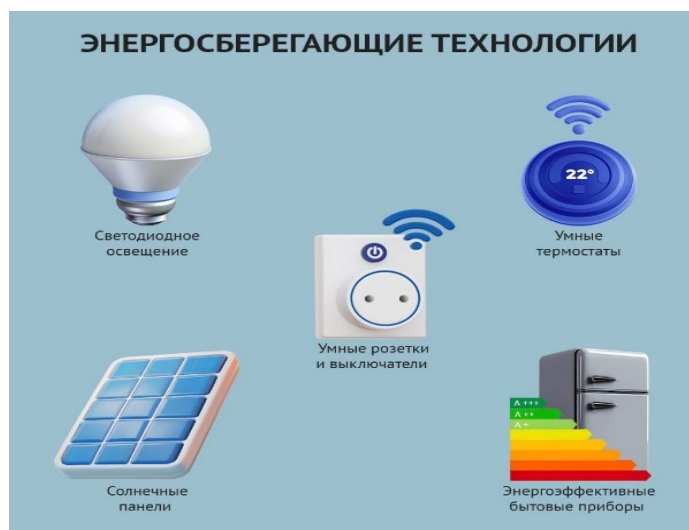 ЭНЕРГОСБЕРЕГАЮЩИЕ ТЕХНОЛОГИИ
Светодиодное
освещение
22°
Умные
термостаты
Умные розетки
и выключатели
Солнечные
панели
A +++
A ++
A +
Энергоэффективные
бытовые приборы